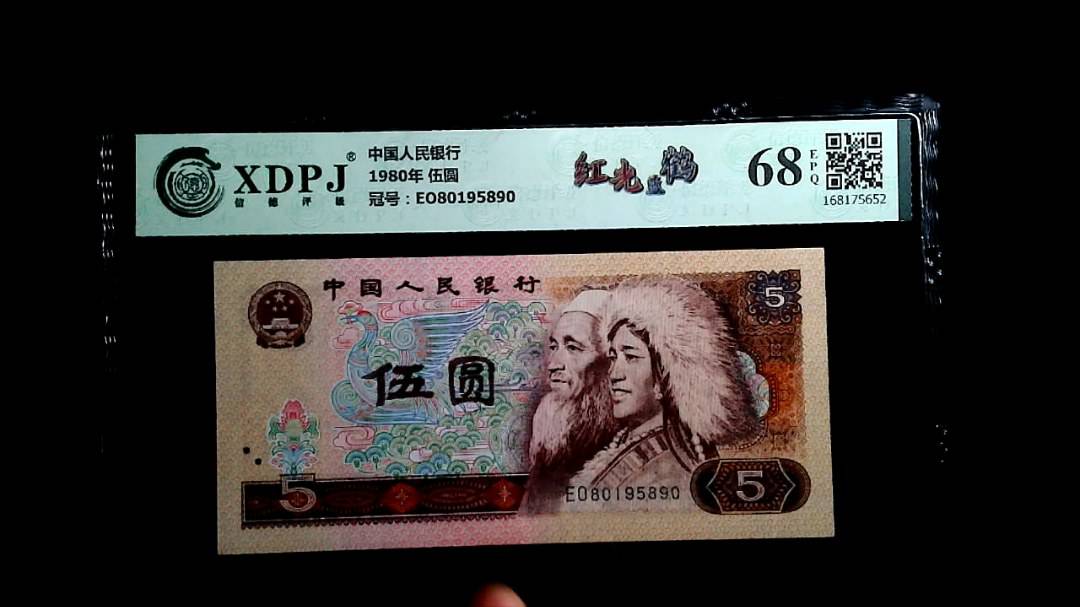 XDPJ®
信德评级
中国人民银行
1980年 伍圆
冠号：EO80195890
红光蓝鹤
68
EPQ
168175652
中国人民银行
5
伍圆
5
EO80195890
5